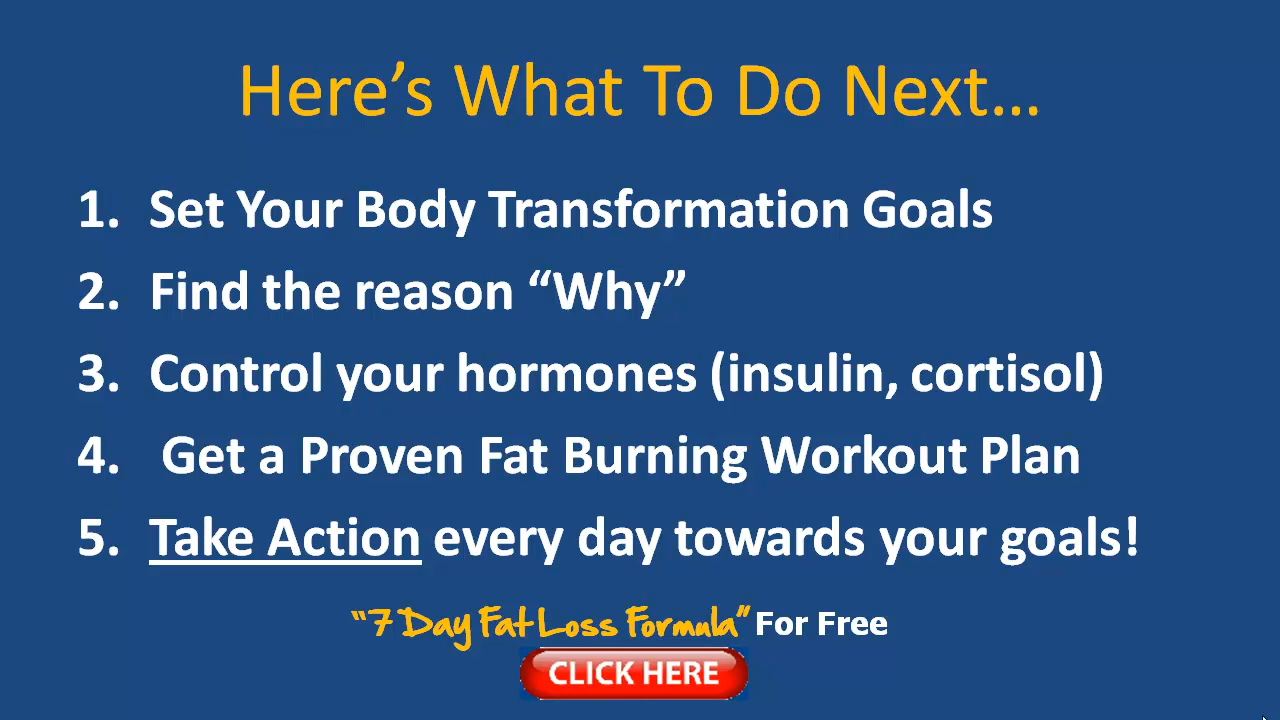 Here’s What To Do Next...
1. Set Your Body Transformation Goals
2. Find the reason “Why”
3. Control your hormones (insulin, cortisol)
4. Get a Proven Fat Burning Workout Plan
5. Take Action every day towards your goals!
“7 Day Fat Loss Formula” For Free
CLICK HERE